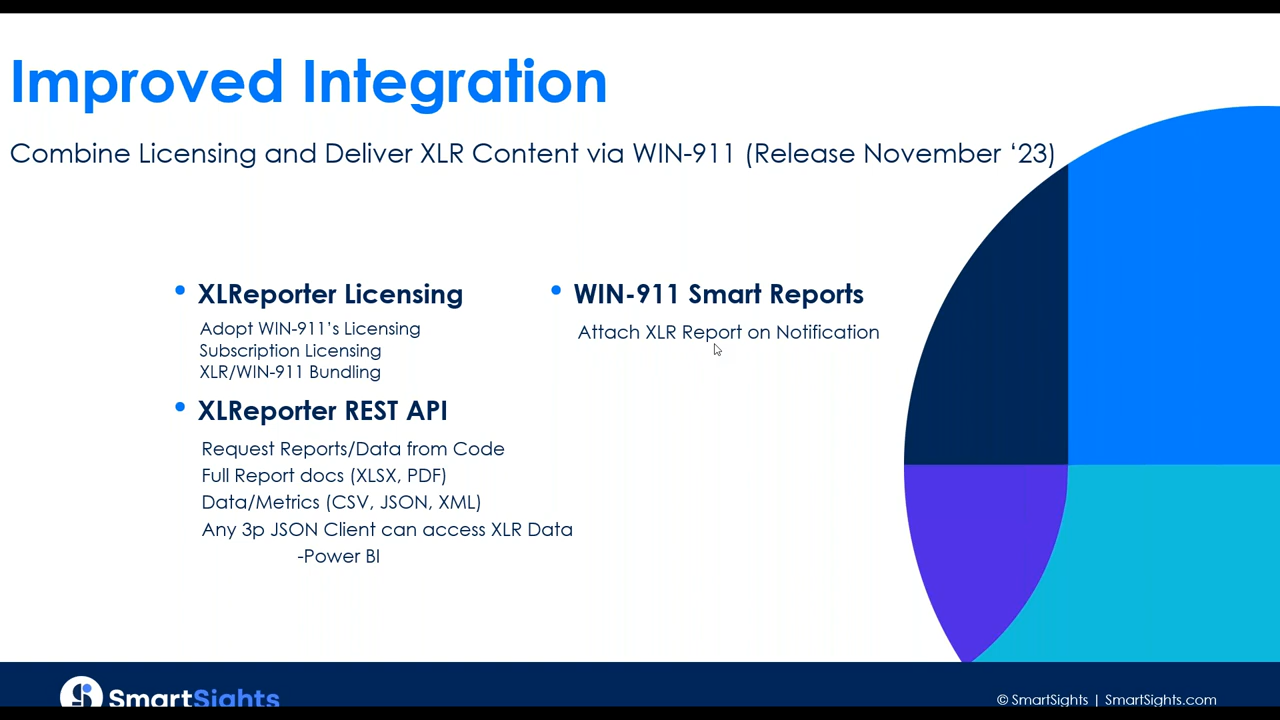 Improved Integration
Combine Licensing and Deliver XLR Content via WIN-911 (Release November ‘23)
• XLReporter Licensing
Adopt WIN-911’s Licensing
Subscription Licensing
XLR/WIN-911 Bundling
• XLReporter REST API
Request Reports/Data from Code
Full Report docs (XLSX, PDF)
Data/Metrics (CSV, JSON, XML)
Any 3p JSON Client can access XLR Data
-Power BI
• WIN-911 Smart Reports
Attach XLR Report on Notification
SmartSights
© SmartSights | SmartSights.com